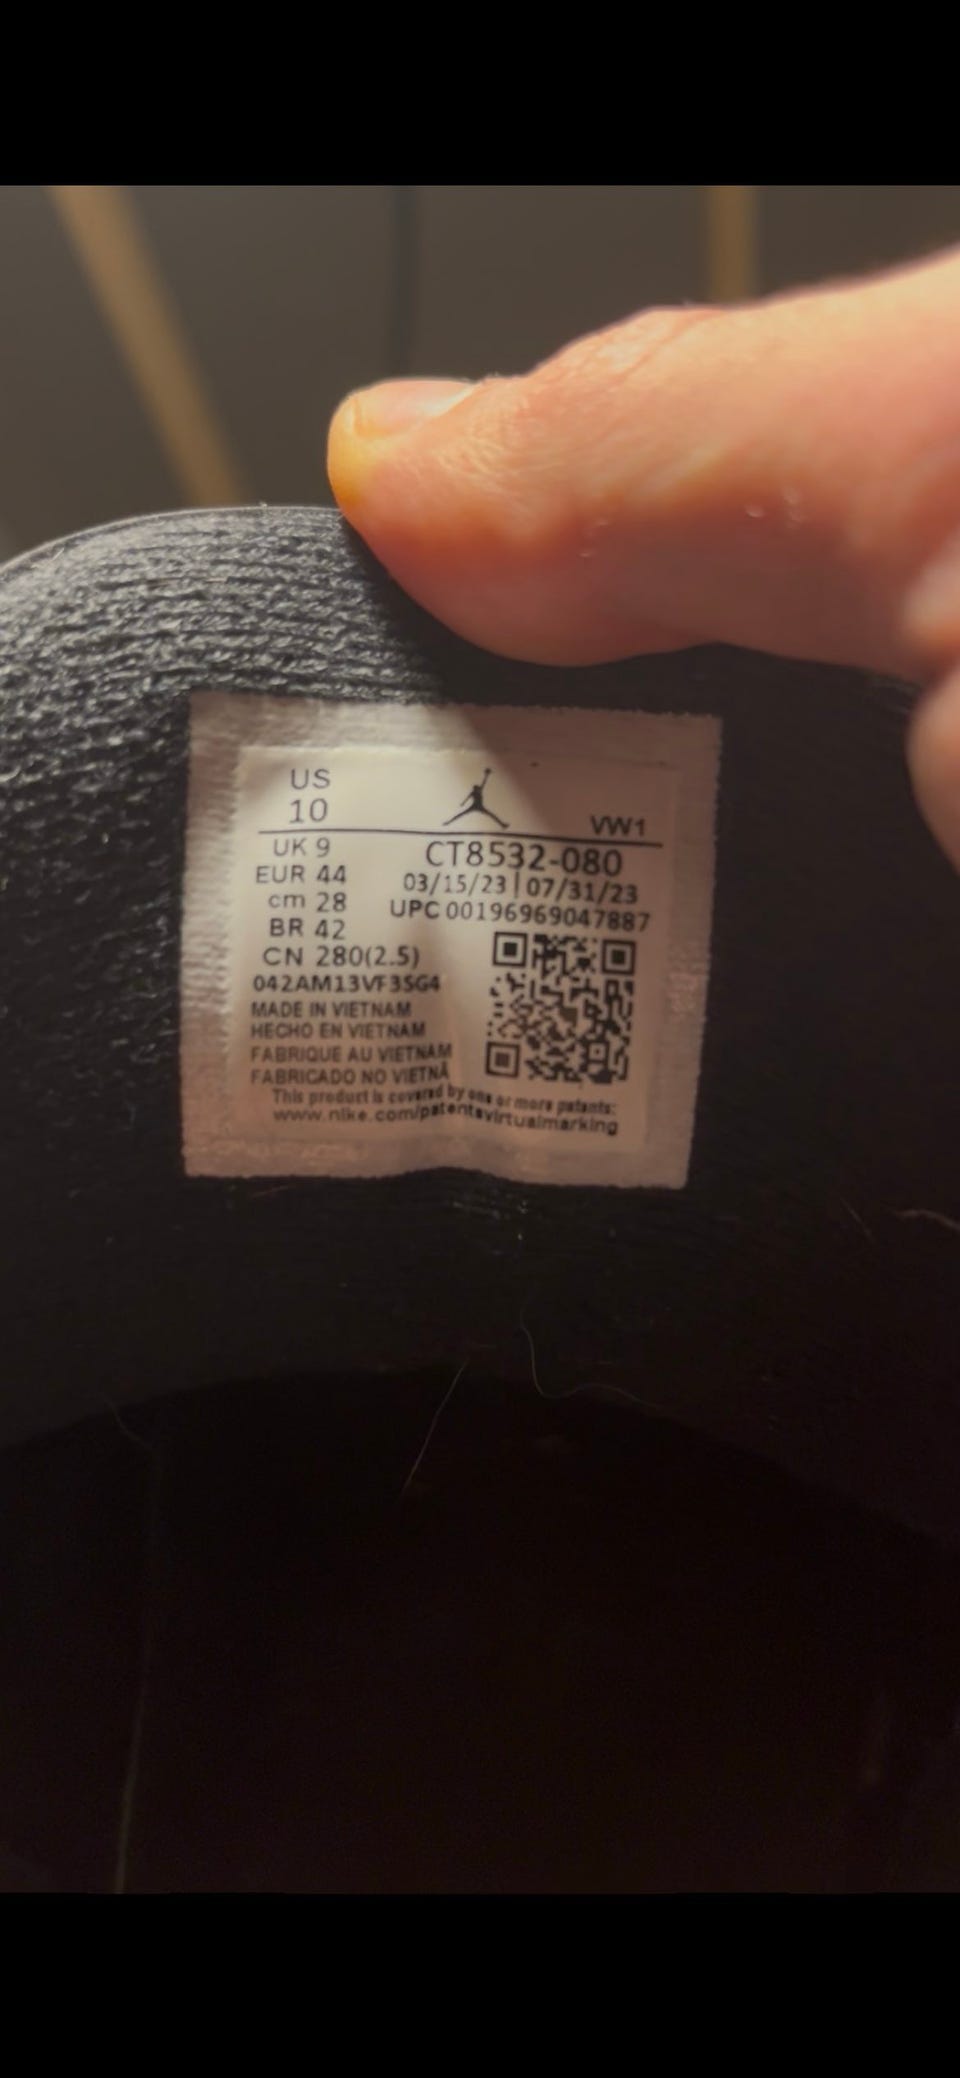 US
10
VW1
UK 9
CT8532-080
EUR 44
03/15/23 | 07/31/23
cm 28
UPC 00196969047887
BR 42
CN 280(2.5)
042AM13VF3SG4
MADE IN VIETNAM
HECHO EN VIETNAM
FABRIQUE AU VIETNAM
FABRICADO NO VIETNÃ
This product is covered by one or more patents:
www.nike.com/patentsvirtualmarking